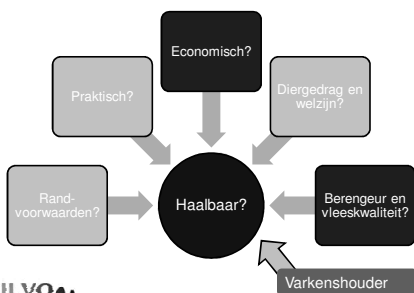 Economisch?
Praktisch?
Diergedrag en
welzijn?
Rand-
voorwaarden?
Haalbaar?
Berengeur en
vleeskwaliteit?
Varkenshouder